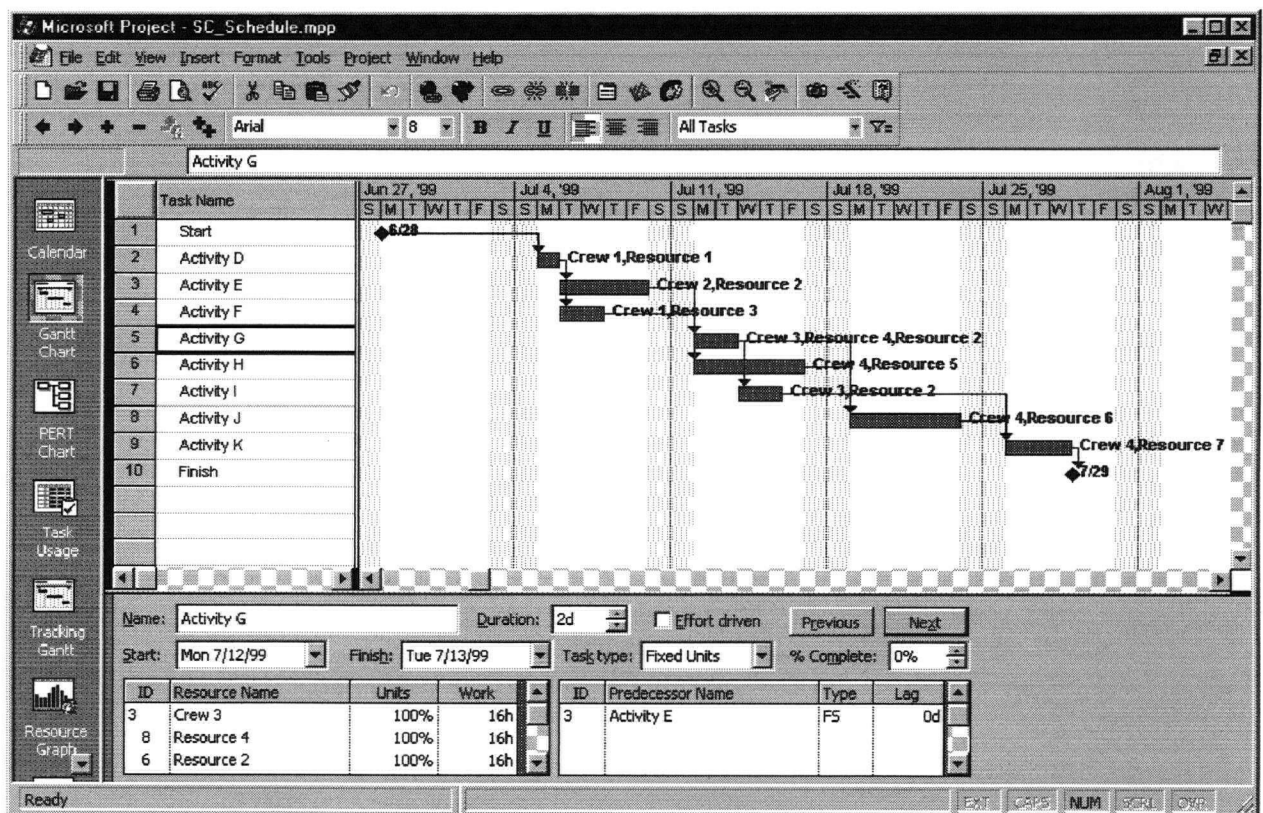 Microsoft Project - SC_Schedule.mpp
File Edit View Insert Format Tools Project Window Help
Arial 8 B I U All Tasks
Activity G
Task Name Jun 27, '99 Jul 4, '99 Jul 11, '99 Jul 18, '99 Jul 25, '99 Aug 1, '99
S M T W T F S S M T W T F S S M T W T F S S M T W T F S S M T W T F S S M T W
1 Start 6/28
2 Activity D Crew 1,Resource 1
3 Activity E Crew 2,Resource 2
4 Activity F Crew 1,Resource 3
5 Activity G Crew 3,Resource 4,Resource 2
6 Activity H Crew 4,Resource 5
7 Activity I Crew 3,Resource 2
8 Activity J Crew 4,Resource 6
9 Activity K Crew 4,Resource 7
10 Finish 7/29
Calendar
Gantt
Chart
PERT
Chart
Task
Usage
Tracking
Gantt
Resource
Graph
Name: Activity G Duration: 2d Effort driven Previous Next
Start: Mon 7/12/99 Finish: Tue 7/13/99 Task type: Fixed Units % Complete: 0%
ID Resource Name Units Work ID Predecessor Name Type Lag
3 Crew 3 100% 16h 3 Activity E FS 0d
8 Resource 4 100% 16h
6 Resource 2 100% 16h
Ready EXT CAPS NUM SCRL OVR